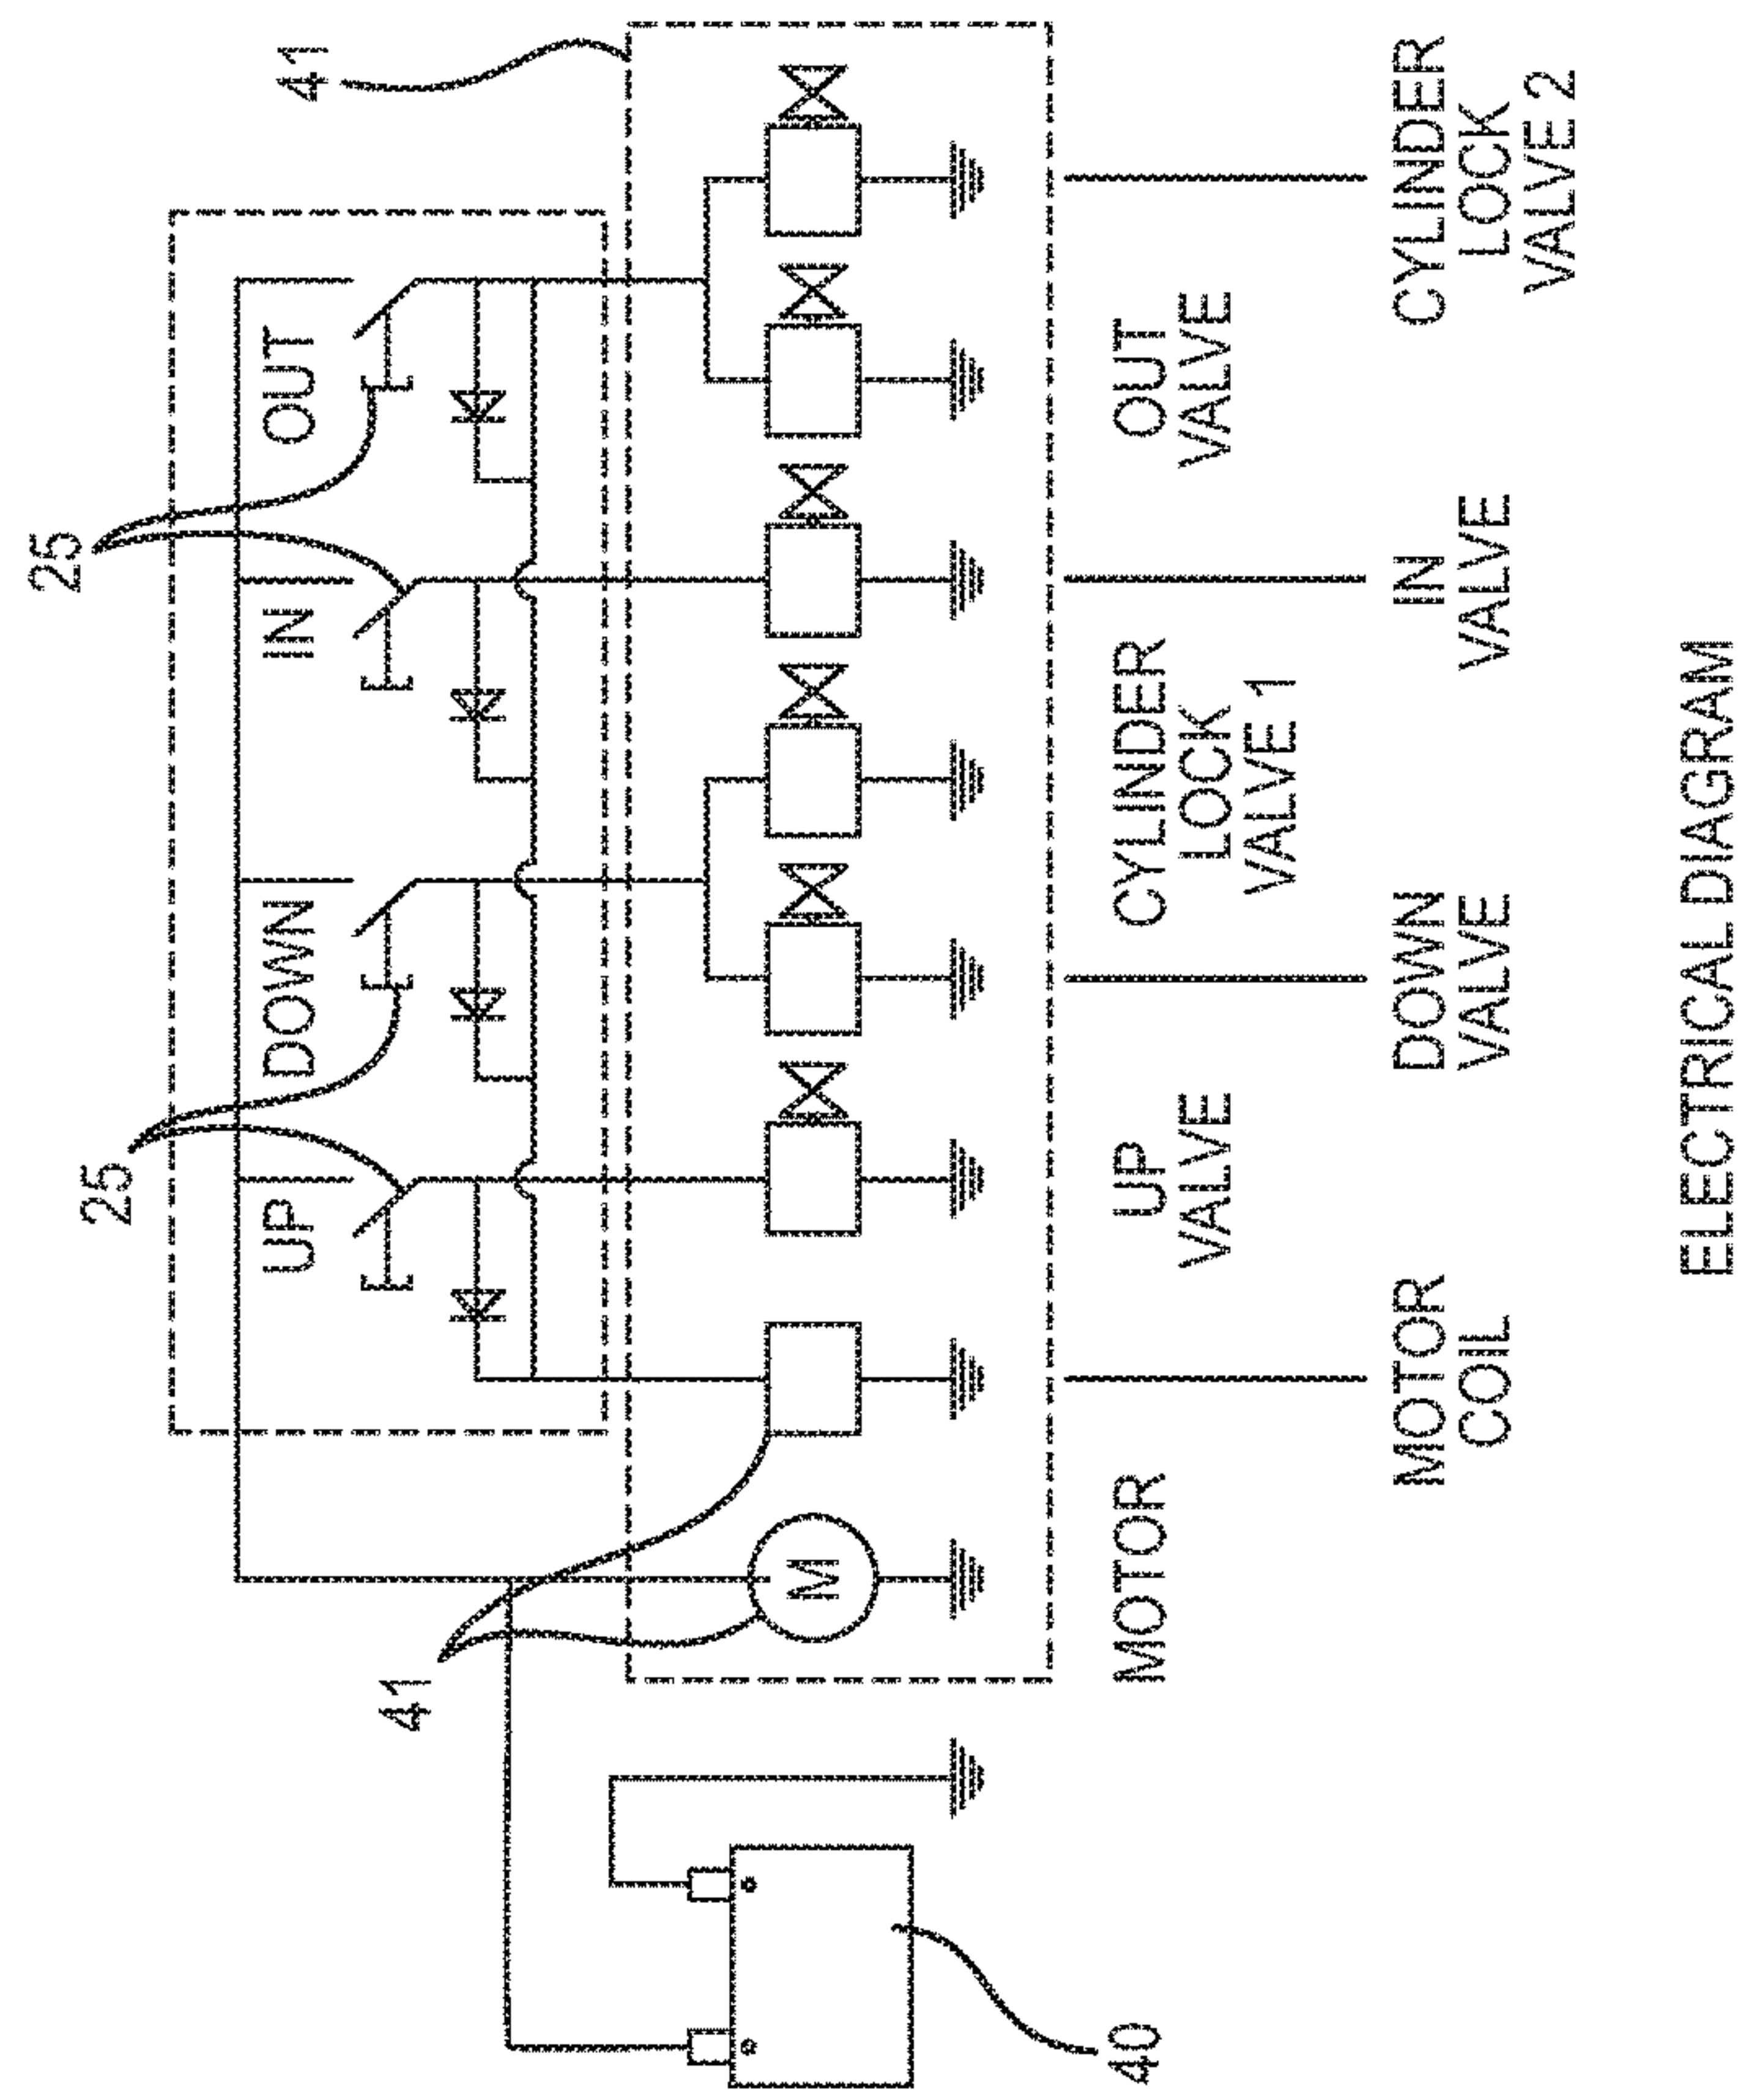 41
25
25
41
40
UP
DOWN
IN
OUT
M
MOTOR
MOTOR
COIL
UP
VALVE
DOWN
VALVE
CYLINDER
LOCK
VALVE 1
IN
VALVE
OUT
VALVE
CYLINDER
LOCK
VALVE 2
ELECTRICAL DIAGRAM